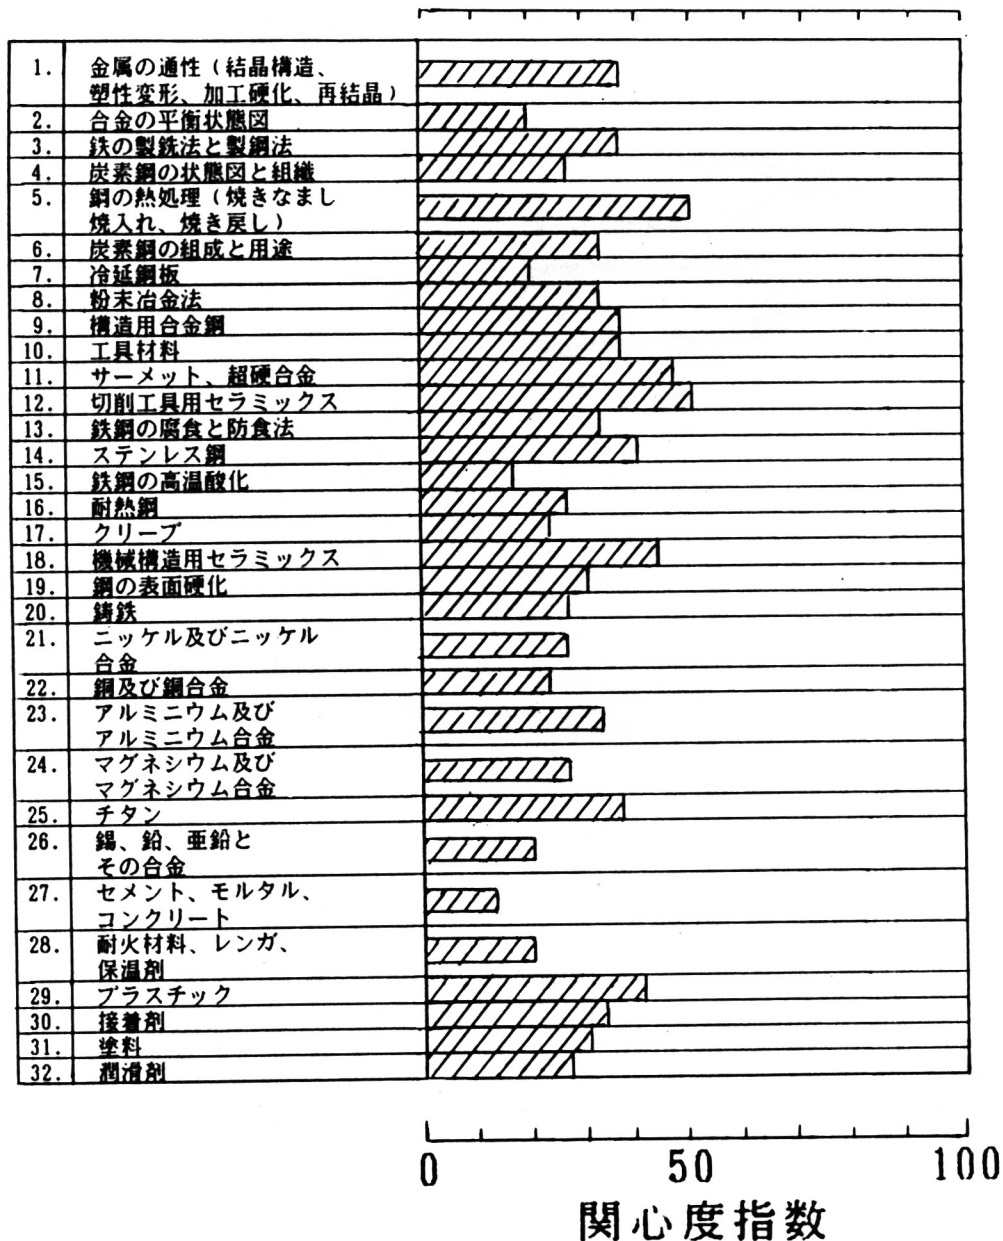 1. 金属の通性(結晶構造、
塑性変形、加工硬化、再結晶)
2. 合金の平衡状態図
3. 鉄の製銑法と製鋼法
4. 炭素鋼の状態図と組織
5. 鋼の熱処理(焼きなまし
焼入れ、焼き戻し)
6. 炭素鋼の組成と用途
7. 冷延鋼板
8. 粉末冶金法
9. 構造用合金鋼
10. 工具材料
11. サーメット、超硬合金
12. 切削工具用セラミックス
13. 鉄鋼の腐食と防食法
14. ステンレス鋼
15. 鉄鋼の高温酸化
16. 耐熱鋼
17. クリープ
18. 機械構造用セラミックス
19. 鋼の表面硬化
20. 鋳鉄
21. ニッケル及びニッケル
合金
22. 銅及び銅合金
23. アルミニウム及び
アルミニウム合金
24. マグネシウム及び
マグネシウム合金
25. チタン
26. 錫、鉛、亜鉛と
その合金
27. セメント、モルタル、
コンクリート
28. 耐火材料、レンガ、
保温剤
29. プラスチック
30. 接着剤
31. 塗料
32. 潤滑剤
0 50 100
関心度指数